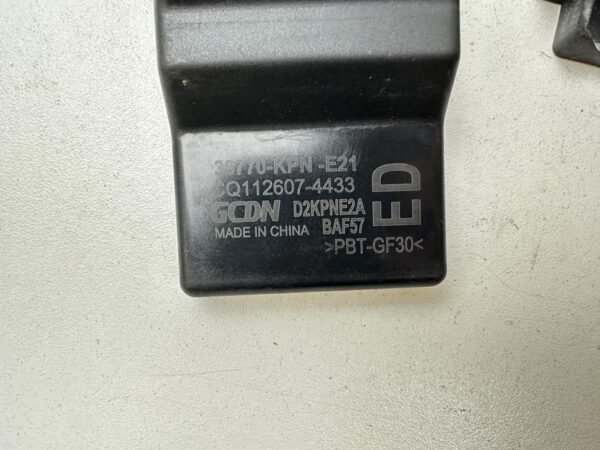 38770-KPN -E21
CQ112607-4433
GCDN D2KPNE2A
MADE IN CHINA BAF57
>PBT-GF30<
ED